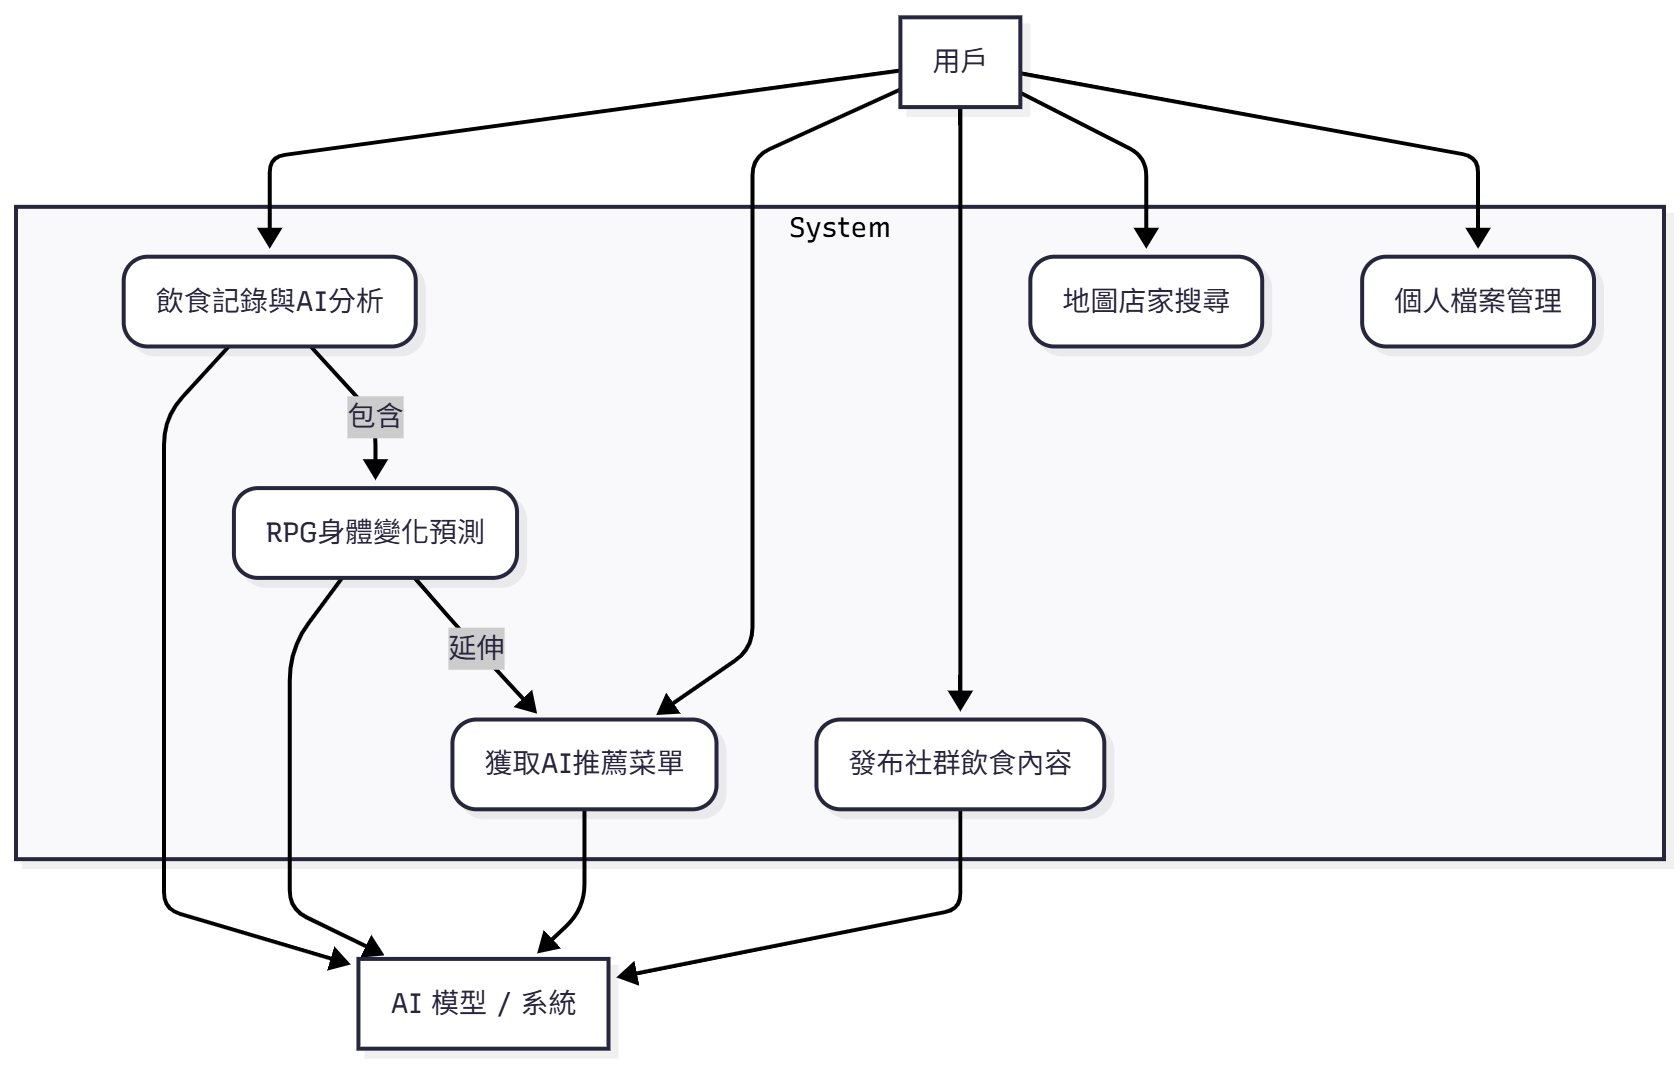 用戶
System
飲食記錄與AI分析
地圖店家搜尋
個人檔案管理
包含
RPG身體變化預測
延伸
獲取AI推薦菜單
發布社群飲食內容
AI 模型 / 系統